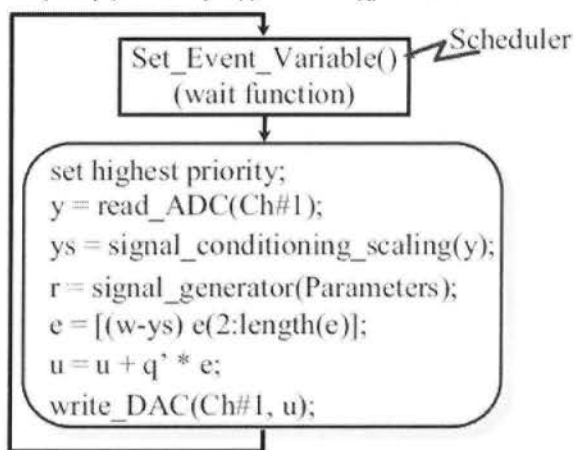 Scheduler
Set_Event_Variable()
(wait function)
set highest priority;
y = read_ADC(Ch#1);
ys = signal_conditioning_scaling(y);
r = signal_generator(Parameters);
e = [(w-ys) e(2:length(e)];
u = u + q’ * e;
write_DAC(Ch#1, u);